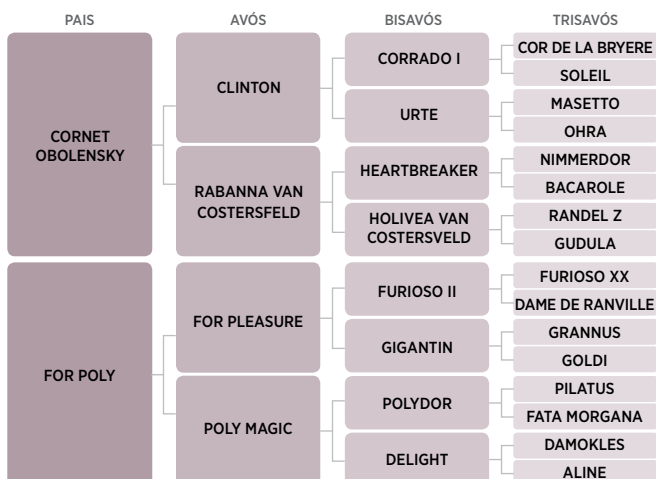 PAIS
AVÓS
BISAVÓS
TRISAVÓS
CORNET
OBOLENSKY
CLINTON
CORRADO I
COR DE LA BRYERE
SOLEIL
URTE
MASETTO
OHRA
RABANNA VAN
COSTERSFELD
HEARTBREAKER
NIMMERDOR
BACAROLE
HOLIVEA VAN
COSTERSVELD
RANDEL Z
GUDULA
FOR POLY
FOR PLEASURE
FURIOSO II
FURIOSO XX
DAME DE RANVILLE
GIGANTIN
GRANNUS
GOLDI
POLY MAGIC
POLYDOR
PILATUS
FATA MORGANA
DELIGHT
DAMOKLES
ALINE